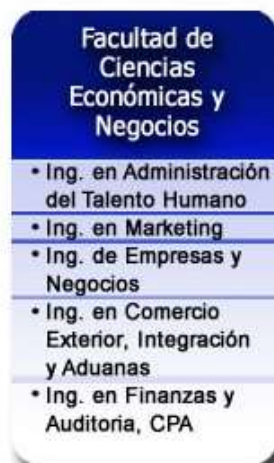 Facultad de
Ciencias
Económicas y
Negocios
• Ing. en Administración
del Talento Humano
• Ing. en Marketing
• Ing. de Empresas y
Negocios
• Ing. en Comercio
Exterior, Integración
y Aduanas
• Ing. en Finanzas y
Auditoria, CPA